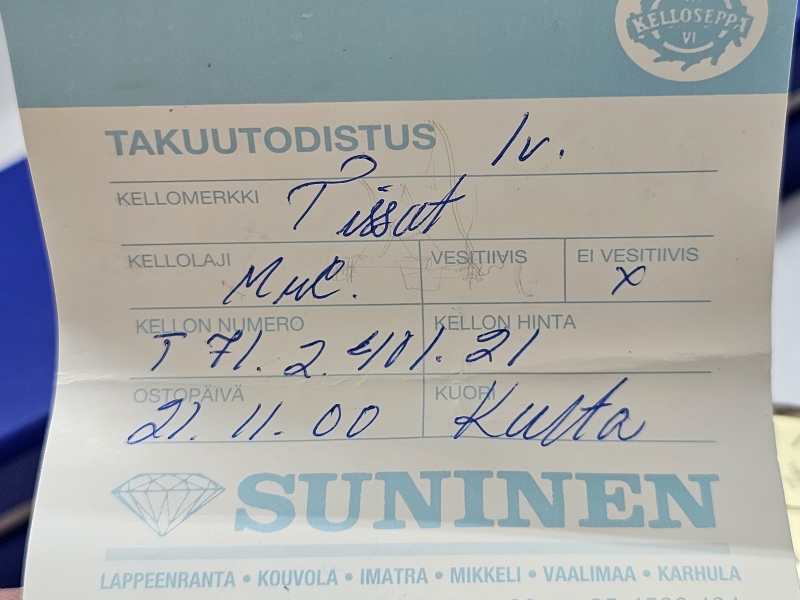 KELLOSEPPÄ
VI
TAKUUTODISTUS 1v.
KELLOMERKKI Tissot
KELLOLAJI VESITIIVIS EI VESITIIVIS
x
KELLON NUMERO KELLON HINTA
T 71.2.401.21
OSTOPÄIVÄ KUORI
21.11.00 Kulta
SUNINEN
LAPPEENRANTA • KOUVOLA • IMATRA • MIKKELI • VAALIMAA • KARHULA